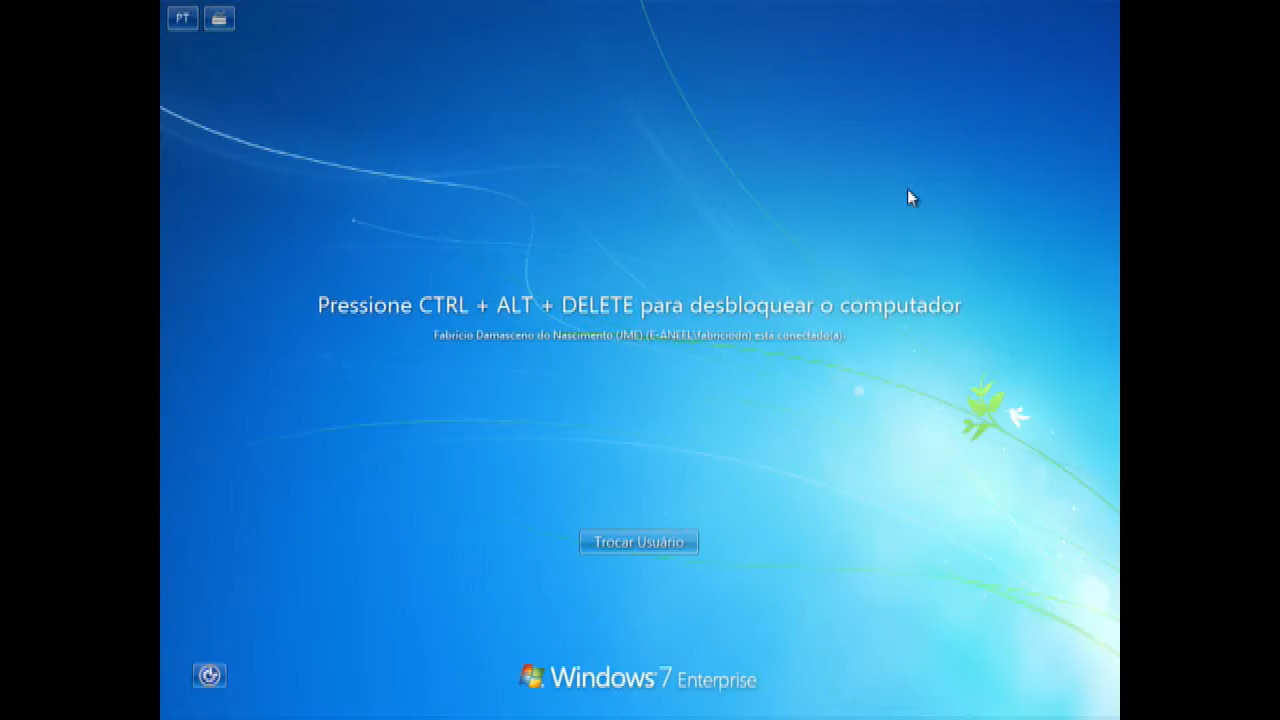 PT
Pressione CTRL + ALT + DELETE para desbloquear o computador
Fabrício Damasceno do Nascimento (JME) (E-ANEEL\fabriciodn) está conectado(a).
Trocar Usuário
Windows 7 Enterprise